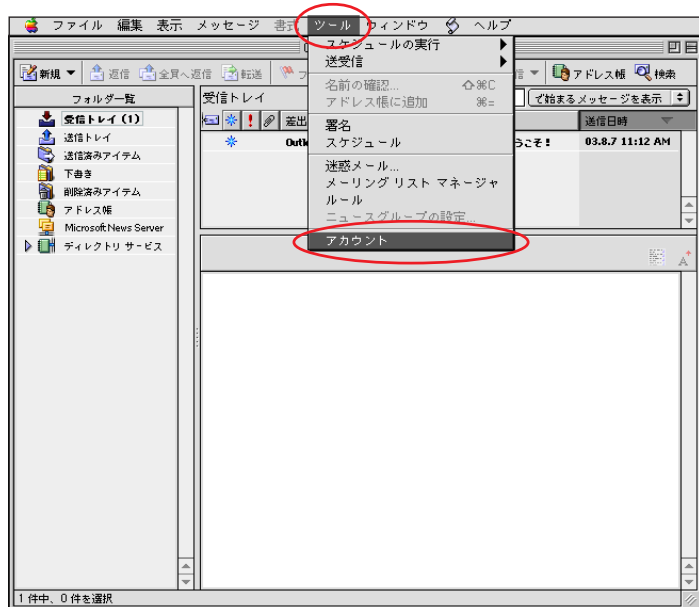 ファイル 編集 表示 メッセージ 書式 ツール ウィンドウ ヘルプ
スケジュールの実行
送受信
名前の確認... ⇧⌘C
アドレス帳に追加 ⌘=
署名
スケジュール
迷惑メール...
メーリング リスト マネージャ
ルール
ニュースグループの設定...
アカウント
新規 返信 全員へ返信 転送 アドレス帳 検索
フォルダ一覧
受信トレイ (1)
送信トレイ
送信済みアイテム
下書き
削除済みアイテム
アドレス帳
Microsoft News Server
ディレクトリ サービス
受信トレイ で始まるメッセージを表示
差出 送信日時
Outl うこそ! 03.8.7 11:12 AM
1 件中、0 件を選択